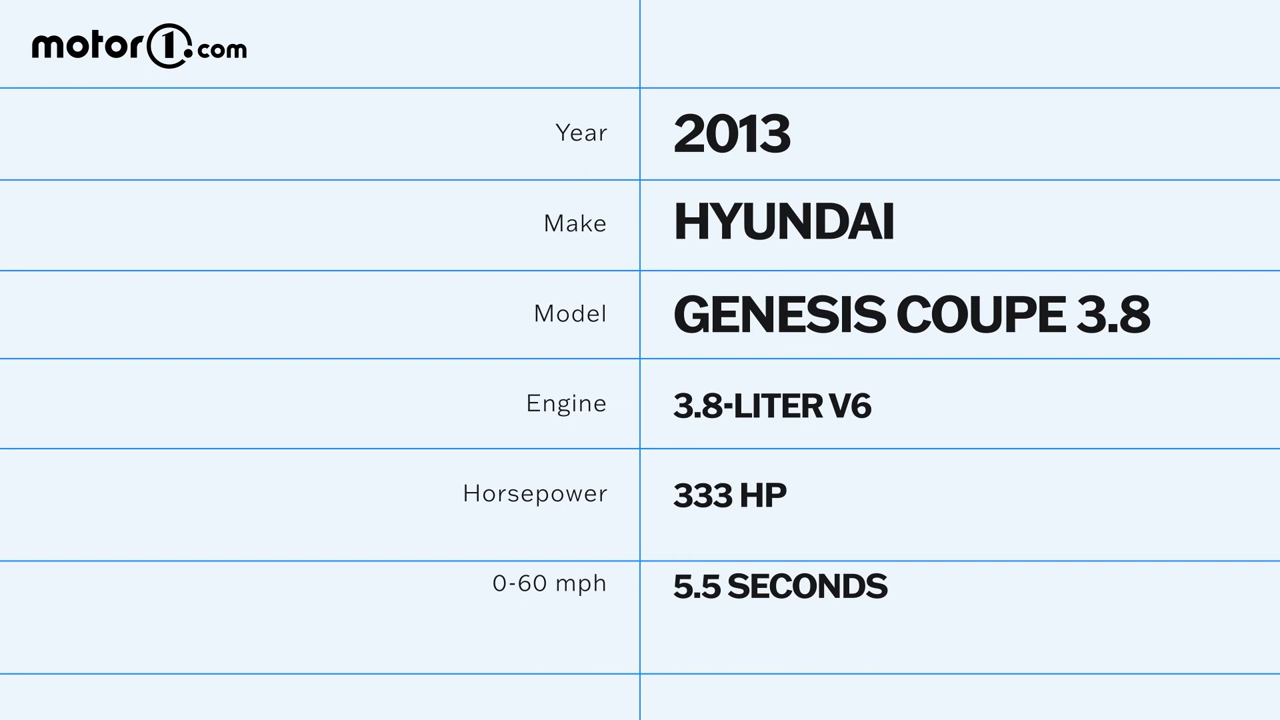 motor1.com
Year 2013
Make HYUNDAI
Model GENESIS COUPE 3.8
Engine 3.8-LITER V6
Horsepower 333 HP
0-60 mph 5.5 SECONDS